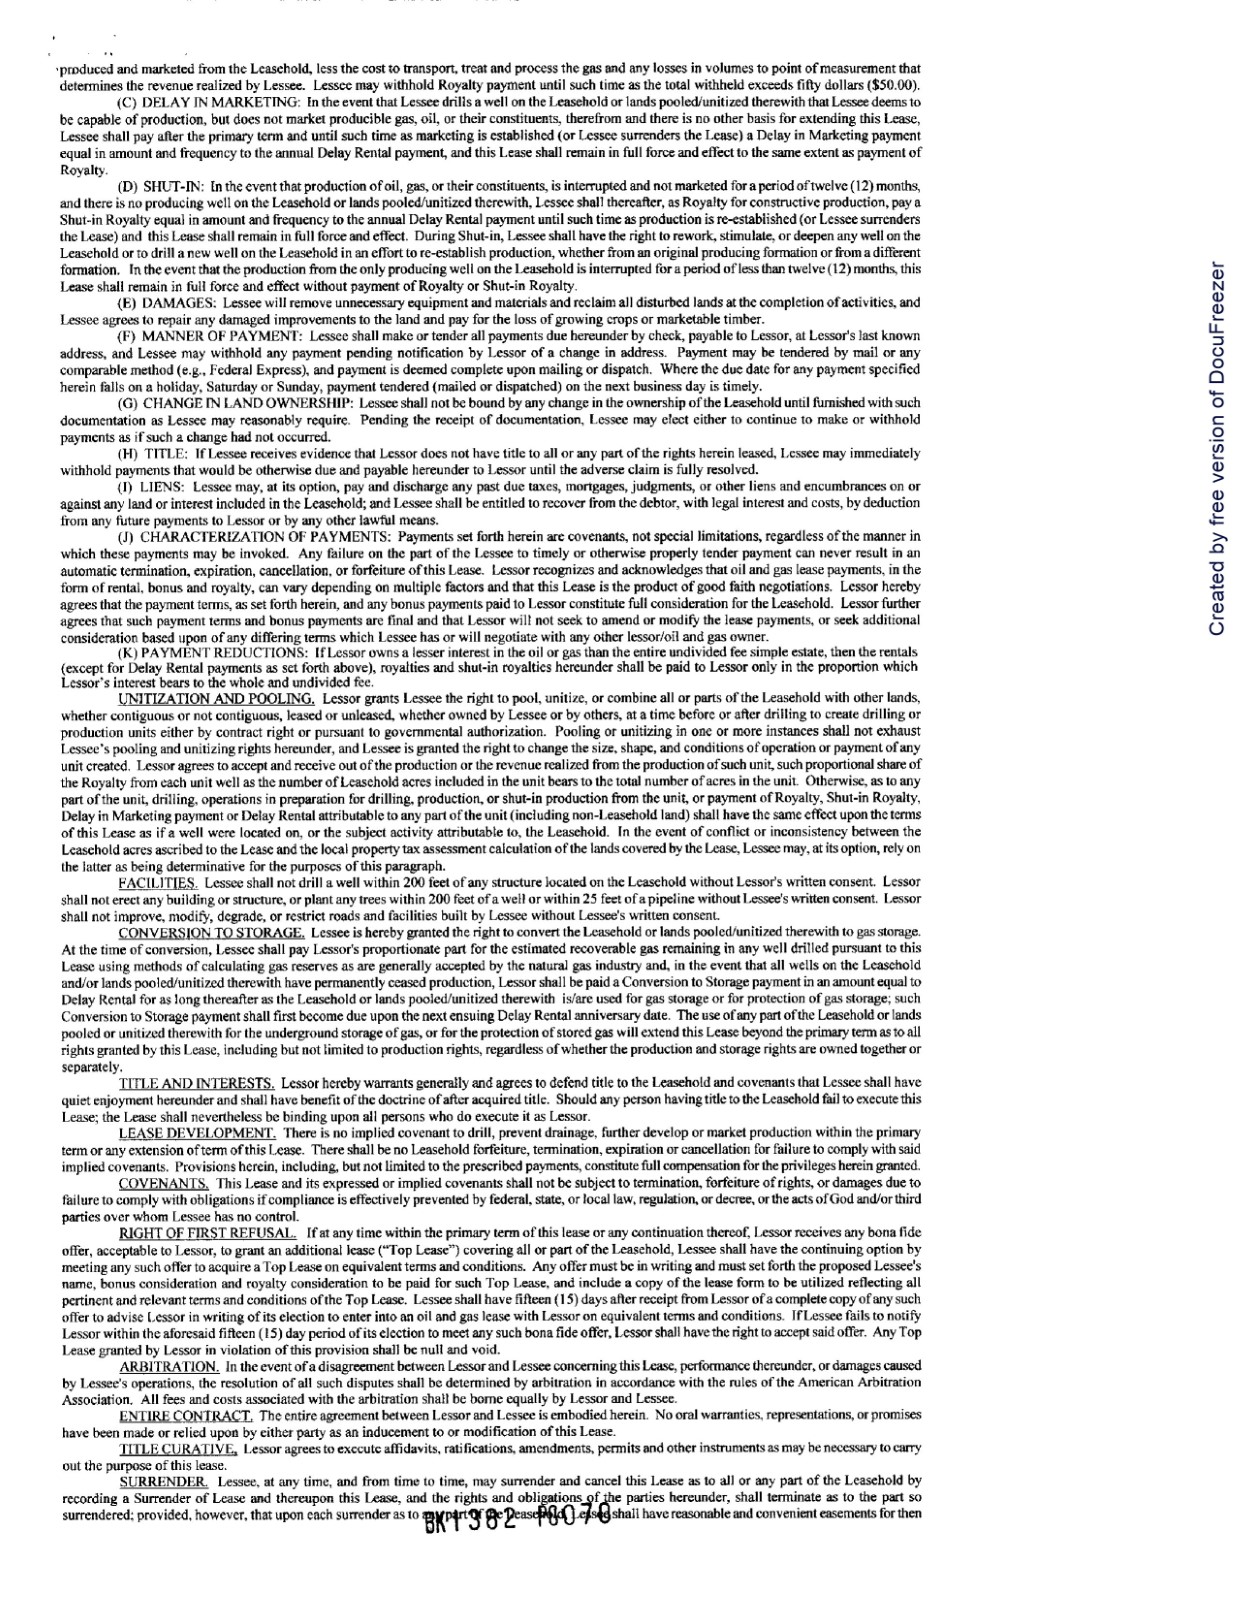 produced and marketed from the Leasehold, less the cost to transport, treat and process the gas and any losses in volumes to point of measurement that
determines the revenue realized by Lessee. Lessee may withhold Royalty payment until such time as the total withheld exceeds fifty dollars ($50.00).
(C) DELAY IN MARKETING: In the event that Lessee drills a well on the Leasehold or lands pooled/unitized therewith that Lessee deems to
be capable of production, but does not market producible gas, oil, or their constituents, therefrom and there is no other basis for extending this Lease,
Lessee shall pay after the primary term and until such time as marketing is established (or Lessee surrenders the Lease) a Delay in Marketing payment
equal in amount and frequency to the annual Delay Rental payment, and this Lease shall remain in full force and effect to the same extent as payment of
Royalty.
(D) SHUT-IN: In the event that production of oil, gas, or their constituents, is interrupted and not marketed for a period of twelve (12) months,
and there is no producing well on the Leasehold or lands pooled/unitized therewith, Lessee shall thereafter, as Royalty for constructive production, pay a
Shut-in Royalty equal in amount and frequency to the annual Delay Rental payment until such time as production is re-established (or Lessee surrenders
the Lease) and this Lease shall remain in full force and effect. During Shut-in, Lessee shall have the right to rework, stimulate, or deepen any well on the
Leasehold or to drill a new well on the Leasehold in an effort to re-establish production, whether from an original producing formation or from a different
formation. In the event that the production from the only producing well on the Leasehold is interrupted for a period of less than twelve (12) months, this
Lease shall remain in full force and effect without payment of Royalty or Shut-in Royalty.
(E) DAMAGES: Lessee will remove unnecessary equipment and materials and reclaim all disturbed lands at the completion of activities, and
Lessee agrees to repair any damaged improvements to the land and pay for the loss of growing crops or marketable timber.
(F) MANNER OF PAYMENT: Lessee shall make or tender all payments due hereunder by check, payable to Lessor, at Lessor's last known
address, and Lessee may withhold any payment pending notification by Lessor of a change in address. Payment may be tendered by mail or any
comparable method (e.g., Federal Express), and payment is deemed complete upon mailing or dispatch. Where the due date for any payment specified
herein falls on a holiday, Saturday or Sunday, payment tendered (mailed or dispatched) on the next business day is timely.
(G) CHANGE IN LAND OWNERSHIP: Lessee shall not be bound by any change in the ownership of the Leasehold until furnished with such
documentation as Lessee may reasonably require. Pending the receipt of documentation, Lessee may elect either to continue to make or withhold
payments as if such a change had not occurred.
(H) TITLE: If Lessee receives evidence that Lessor does not have title to all or any part of the rights herein leased, Lessee may immediately
withhold payments that would be otherwise due and payable hereunder to Lessor until the adverse claim is fully resolved.
(I) LIENS: Lessee may, at its option, pay and discharge any past due taxes, mortgages, judgments, or other liens and encumbrances on or
against any land or interest included in the Leasehold; and Lessee shall be entitled to recover from the debtor, with legal interest and costs, by deduction
from any future payments to Lessor or by any other lawful means.
(J) CHARACTERIZATION OF PAYMENTS: Payments set forth herein are covenants, not special limitations, regardless of the manner in
which these payments may be invoked. Any failure on the part of the Lessee to timely or otherwise properly tender payment can never result in an
automatic termination, expiration, cancellation, or forfeiture of this Lease. Lessor recognizes and acknowledges that oil and gas lease payments, in the
form of rental, bonus and royalty, can vary depending on multiple factors and that this Lease is the product of good faith negotiations. Lessor hereby
agrees that the payment terms, as set forth herein, and any bonus payments paid to Lessor constitute full consideration for the Leasehold. Lessor further
agrees that such payment terms and bonus payments are final and that Lessor will not seek to amend or modify the lease payments, or seek additional
consideration based upon of any differing terms which Lessee has or will negotiate with any other lessor/oil and gas owner.
(K) PAYMENT REDUCTIONS: If Lessor owns a lesser interest in the oil or gas than the entire undivided fee simple estate, then the rentals
(except for Delay Rental payments as set forth above), royalties and shut-in royalties hereunder shall be paid to Lessor only in the proportion which
Lessor's interest bears to the whole and undivided fee.
UNITIZATION AND POOLING. Lessor grants Lessee the right to pool, unitize, or combine all or parts of the Leasehold with other lands,
whether contiguous or not contiguous, leased or unleased, whether owned by Lessee or by others, at a time before or after drilling to create drilling or
production units either by contract right or pursuant to governmental authorization. Pooling or unitizing in one or more instances shall not exhaust
Lessee's pooling and unitizing rights hereunder, and Lessee is granted the right to change the size, shape, and conditions of operation or payment of any
unit created. Lessor agrees to accept and receive out of the production or the revenue realized from the production of such unit, such proportional share of
the Royalty from each unit well as the number of Leasehold acres included in the unit bears to the total number of acres in the unit. Otherwise, as to any
part of the unit, drilling, operations in preparation for drilling, production, or shut-in production from the unit, or payment of Royalty, Shut-in Royalty,
Delay in Marketing payment or Delay Rental attributable to any part of the unit (including non-Leasehold land) shall have the same effect upon the terms
of this Lease as if a well were located on, or the subject activity attributable to, the Leasehold. In the event of conflict or inconsistency between the
Leasehold acres ascribed to the Lease and the local property tax assessment calculation of the lands covered by the Lease, Lessee may, at its option, rely on
the latter as being determinative for the purposes of this paragraph.
FACILITIES. Lessee shall not drill a well within 200 feet of any structure located on the Leasehold without Lessor's written consent. Lessor
shall not erect any building or structure, or plant any trees within 200 feet of a well or within 25 feet of a pipeline without Lessee's written consent. Lessor
shall not improve, modify, degrade, or restrict roads and facilities built by Lessee without Lessee's written consent.
CONVERSION TO STORAGE. Lessee is hereby granted the right to convert the Leasehold or lands pooled/unitized therewith to gas storage.
At the time of conversion, Lessee shall pay Lessor's proportionate part for the estimated recoverable gas remaining in any well drilled pursuant to this
Lease using methods of calculating gas reserves as are generally accepted by the natural gas industry and, in the event that all wells on the Leasehold
and/or lands pooled/unitized therewith have permanently ceased production, Lessor shall be paid a Conversion to Storage payment in an amount equal to
Delay Rental for as long thereafter as the Leasehold or lands pooled/unitized therewith is/are used for gas storage or for protection of gas storage; such
Conversion to Storage payment shall first become due upon the next ensuing Delay Rental anniversary date. The use of any part of the Leasehold or lands
pooled or unitized therewith for the underground storage of gas, or for the protection of stored gas will extend this Lease beyond the primary term as to all
rights granted by this Lease, including but not limited to production rights, regardless of whether the production and storage rights are owned together or
separately.
TITLE AND INTERESTS. Lessor hereby warrants generally and agrees to defend title to the Leasehold and covenants that Lessee shall have
quiet enjoyment hereunder and shall have benefit of the doctrine of after acquired title. Should any person having title to the Leasehold fail to execute this
Lease; the Lease shall nevertheless be binding upon all persons who do execute it as Lessor.
LEASE DEVELOPMENT. There is no implied covenant to drill, prevent drainage, further develop or market production within the primary
term or any extension of term of this Lease. There shall be no Leasehold forfeiture, termination, expiration or cancellation for failure to comply with said
implied covenants. Provisions herein, including, but not limited to the prescribed payments, constitute full compensation for the privileges herein granted.
COVENANTS. This Lease and its expressed or implied covenants shall not be subject to termination, forfeiture of rights, or damages due to
failure to comply with obligations if compliance is effectively prevented by federal, state, or local law, regulation, or decree, or the acts of God and/or third
parties over whom Lessee has no control.
RIGHT OF FIRST REFUSAL. If at any time within the primary term of this lease or any continuation thereof, Lessor receives any bona fide
offer, acceptable to Lessor, to grant an additional lease ("Top Lease") covering all or part of the Leasehold, Lessee shall have the continuing option by
meeting any such offer to acquire a Top Lease on equivalent terms and conditions. Any offer must be in writing and must set forth the proposed Lessee's
name, bonus consideration and royalty consideration to be paid for such Top Lease, and include a copy of the lease form to be utilized reflecting all
pertinent and relevant terms and conditions of the Top Lease. Lessee shall have fifteen (15) days after receipt from Lessor of a complete copy of any such
offer to advise Lessor in writing of its election to enter into an oil and gas lease with Lessor on equivalent terms and conditions. If Lessee fails to notify
Lessor within the aforesaid fifteen (15) day period of its election to meet any such bona fide offer, Lessor shall have the right to accept said offer. Any Top
Lease granted by Lessor in violation of this provision shall be null and void.
ARBITRATION. In the event of a disagreement between Lessor and Lessee concerning this Lease, performance thereunder, or damages caused
by Lessee's operations, the resolution of all such disputes shall be determined by arbitration in accordance with the rules of the American Arbitration
Association. All fees and costs associated with the arbitration shall be borne equally by Lessor and Lessee.
ENTIRE CONTRACT. The entire agreement between Lessor and Lessee is embodied herein. No oral warranties, representations, or promises
have been made or relied upon by either party as an inducement to or modification of this Lease.
TITLE CURATIVE. Lessor agrees to execute affidavits, ratifications, amendments, permits and other instruments as may be necessary to carry
out the purpose of this lease.
SURRENDER. Lessee, at any time, and from time to time, may surrender and cancel this Lease as to all or any part of the Leasehold by
recording a Surrender of Lease and thereupon this Lease, and the rights and obligations of the parties hereunder, shall terminate as to the part so
surrendered; provided, however, that upon each surrender as to any part of the Leasehold, Lessee shall have reasonable and convenient easements for then
BK1382 PG070
Created by free version of DocuFreezer